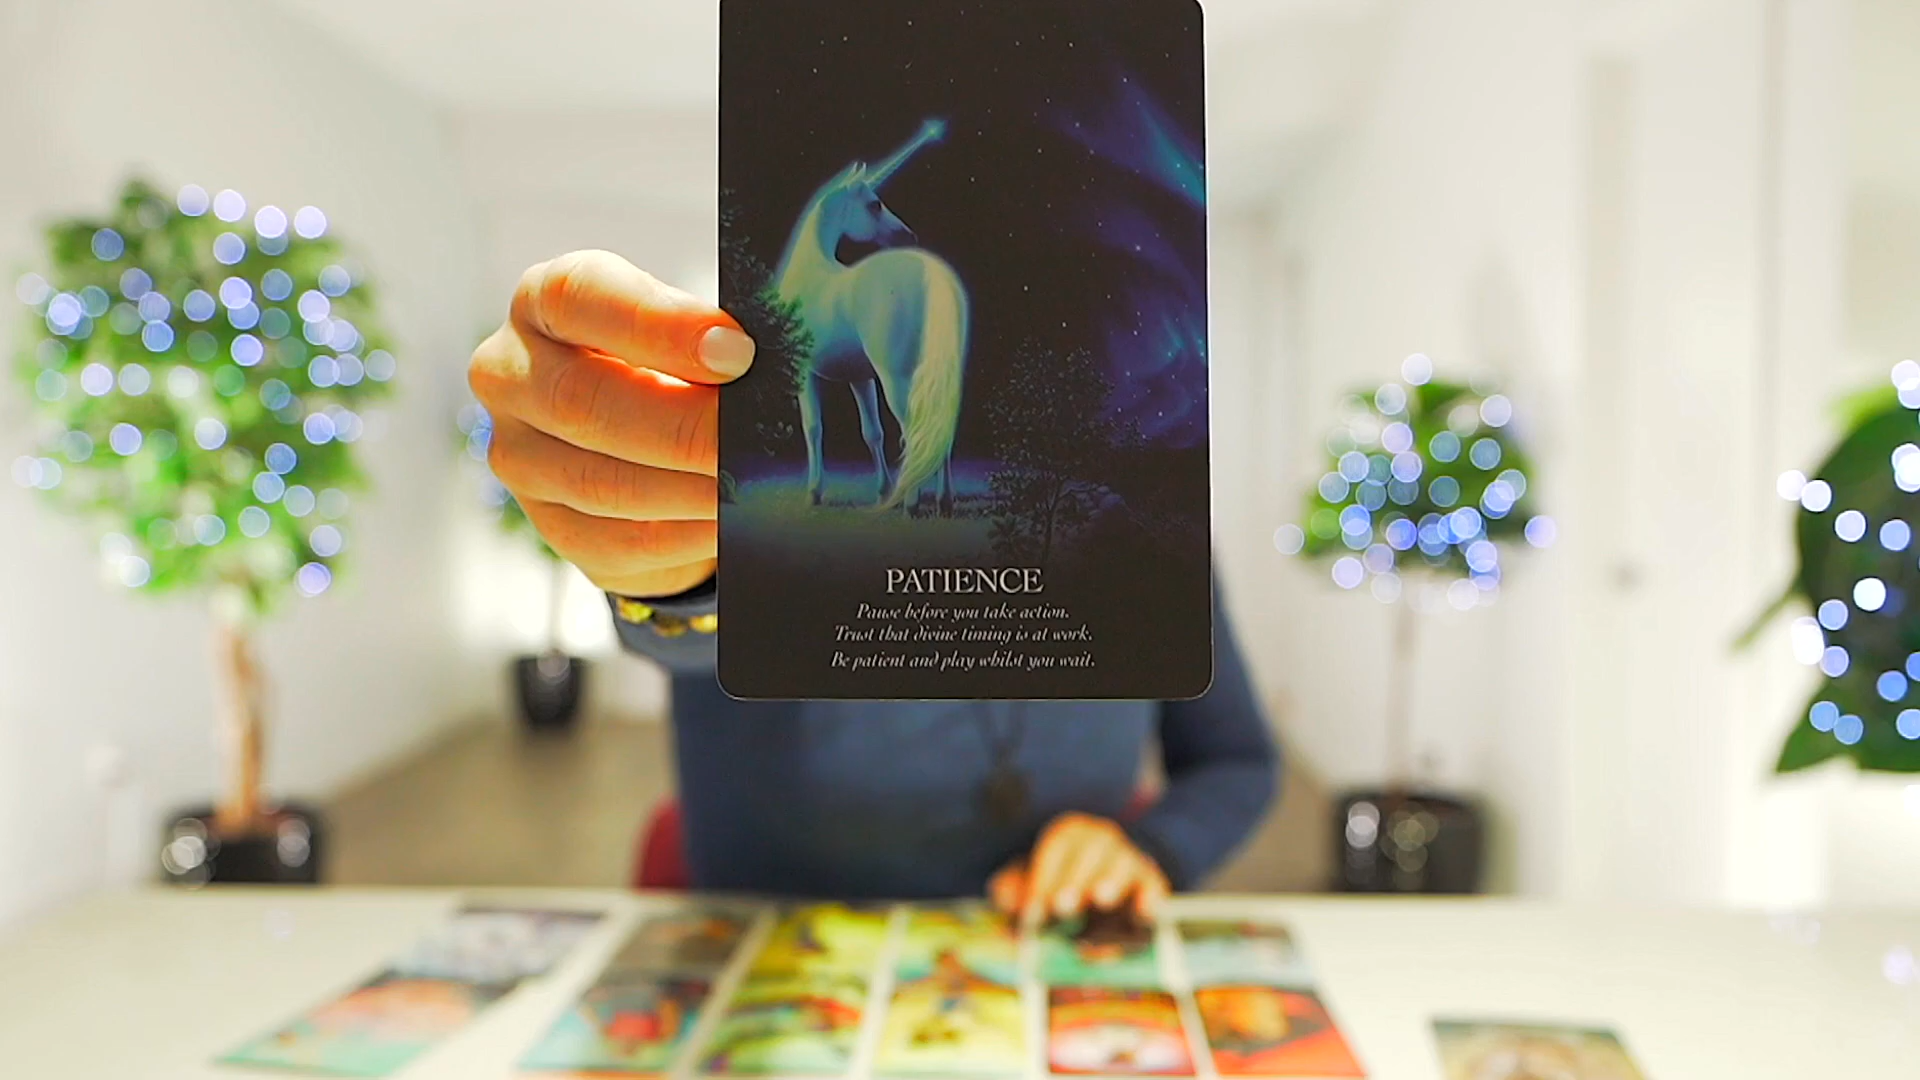 PATIENCE
Pause before you take action.
Trust that divine timing is at work.
Be patient and play whilst you wait.